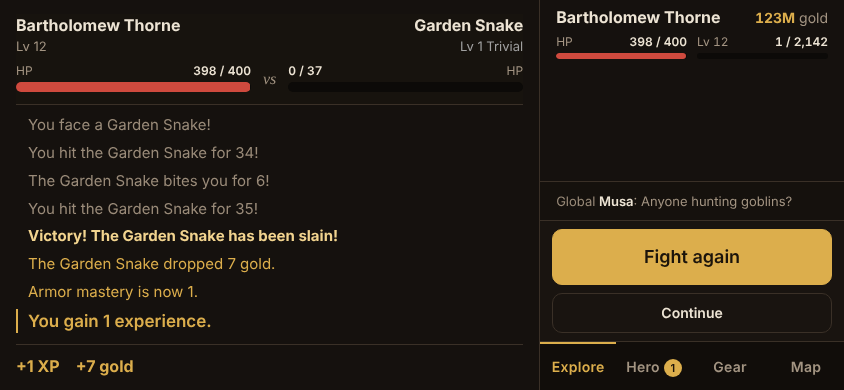 Bartholomew Thorne
Lv 12
HP 398 / 400
vs
Garden Snake
Lv 1 Trivial
0 / 37 HP
You face a Garden Snake!
You hit the Garden Snake for 34!
The Garden Snake bites you for 6!
You hit the Garden Snake for 35!
Victory! The Garden Snake has been slain!
The Garden Snake dropped 7 gold.
Armor mastery is now 1.
You gain 1 experience.
+1 XP +7 gold
Bartholomew Thorne 123M gold
HP 398 / 400 Lv 12 1 / 2,142
Global Musa: Anyone hunting goblins?
Fight again
Continue
Explore Hero 1 Gear Map